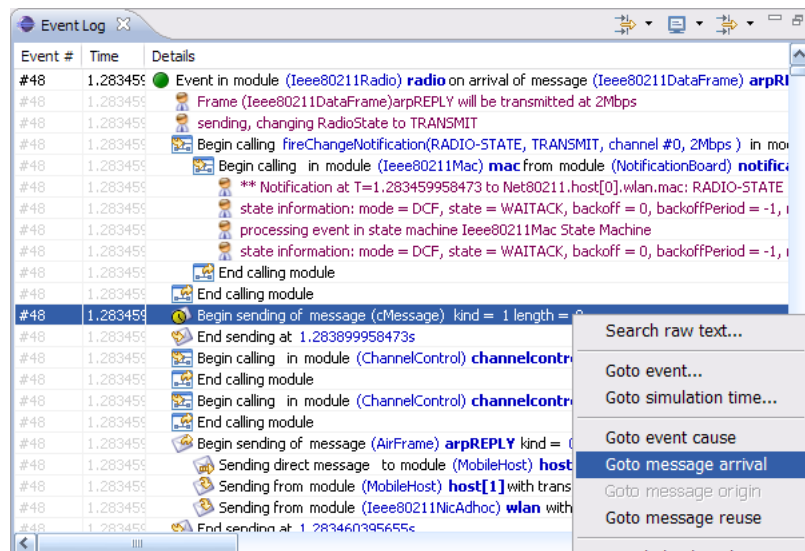 Event Log
Event # Time Details
#48 1.283459 Event in module (Ieee80211Radio) radio on arrival of message (Ieee80211DataFrame)
#48 1.283459 Frame (Ieee80211DataFrame)arpREPLY will be transmitted at 2Mbps
#48 1.283459 sending, changing RadioState to TRANSMIT
#48 1.283459 Begin calling fireChangeNotification(RADIO-STATE, TRANSMIT, channel #0, 2Mbps ) in
#48 1.283459 Begin calling in module (Ieee80211Mac) mac from module (NotificationBoard)
#48 1.283459 ** Notification at T=1.283459958473 to Net80211.host[0].wlan.mac: RADIO-STATE
#48 1.283459 state information: mode = DCF, state = WAITACK, backoff = 0, backoffPeriod = -1,
#48 1.283459 processing event in state machine Ieee80211Mac State Machine
#48 1.283459 state information: mode = DCF, state = WAITACK, backoff = 0, backoffPeriod = -1,
#48 1.283459 End calling module
#48 1.283459 End calling module
#48 1.283459 Begin sending of message (cMessage) kind = 1 length =
#48 1.283459 End sending at 1.283899958473s
#48 1.283459 Begin calling in module (ChannelControl)
#48 1.283459 End calling module
#48 1.283459 Begin calling in module (ChannelControl)
#48 1.283459 End calling module
#48 1.283459 Begin sending of message (AirFrame) arpREPLY kind =
#48 1.283459 Sending direct message to module (MobileHost) host
#48 1.283459 Sending from module (MobileHost) host[1] with trans
#48 1.283459 Sending from module (Ieee80211NicAdhoc) wlan with
#48 1.283459 End sending at 1.283460395655s
Search raw text...
Goto event...
Goto simulation time...
Goto event cause
Goto message arrival
Goto message origin
Goto message reuse